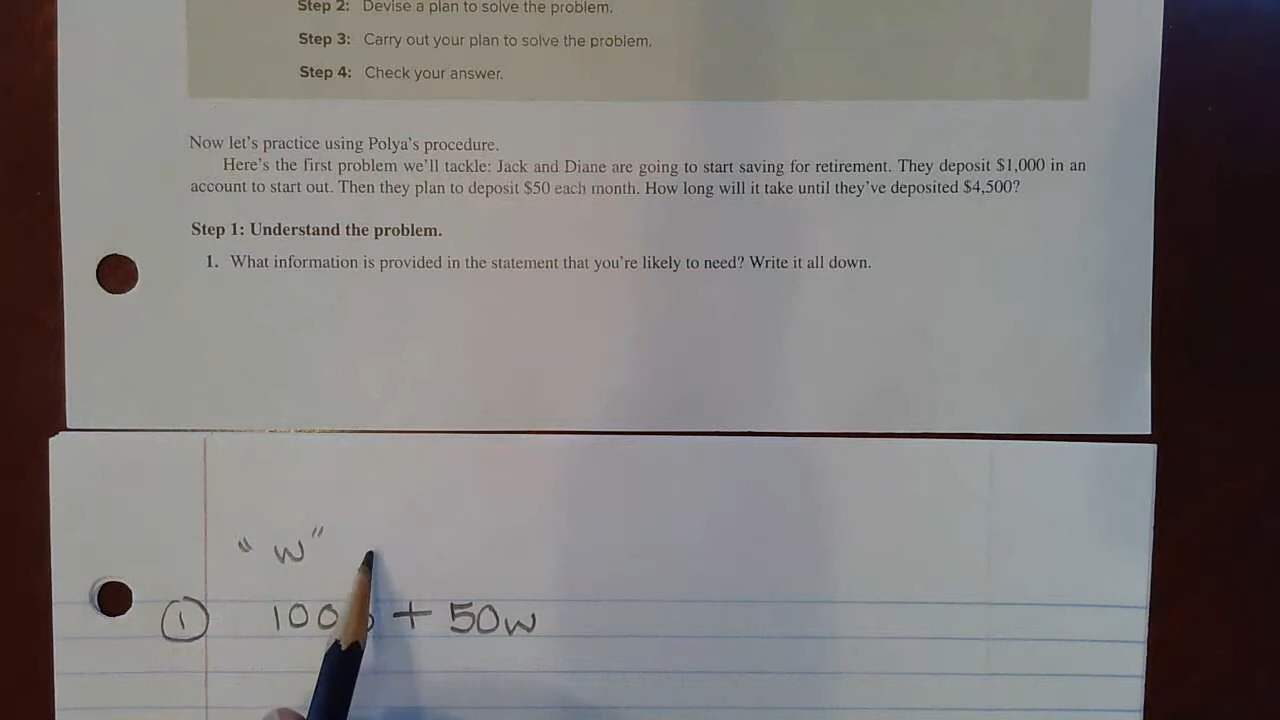 Step 2: Devise a plan to solve the problem.
Step 3: Carry out your plan to solve the problem.
Step 4: Check your answer.
Now let's practice using Polya's procedure.
Here's the first problem we'll tackle: Jack and Diane are going to start saving for retirement. They deposit $1,000 in an
account to start out. Then they plan to deposit $50 each month. How long will it take until they've deposited $4,500?
Step 1: Understand the problem.
1. What information is provided in the statement that you're likely to need? Write it all down.
"w"
① 1000 + 50w